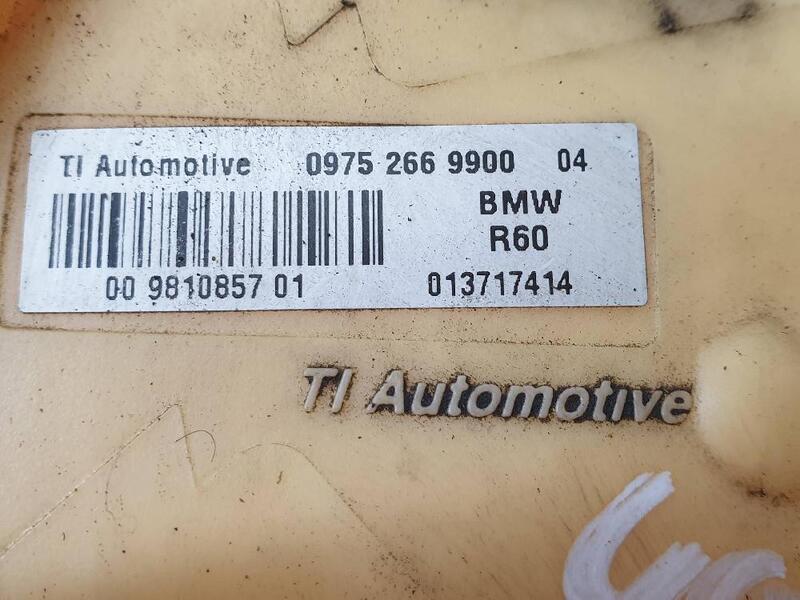 TI Automotive 0975 266 9900 04
BMW
R60
00 9810857 01 013717414
TI Automotive